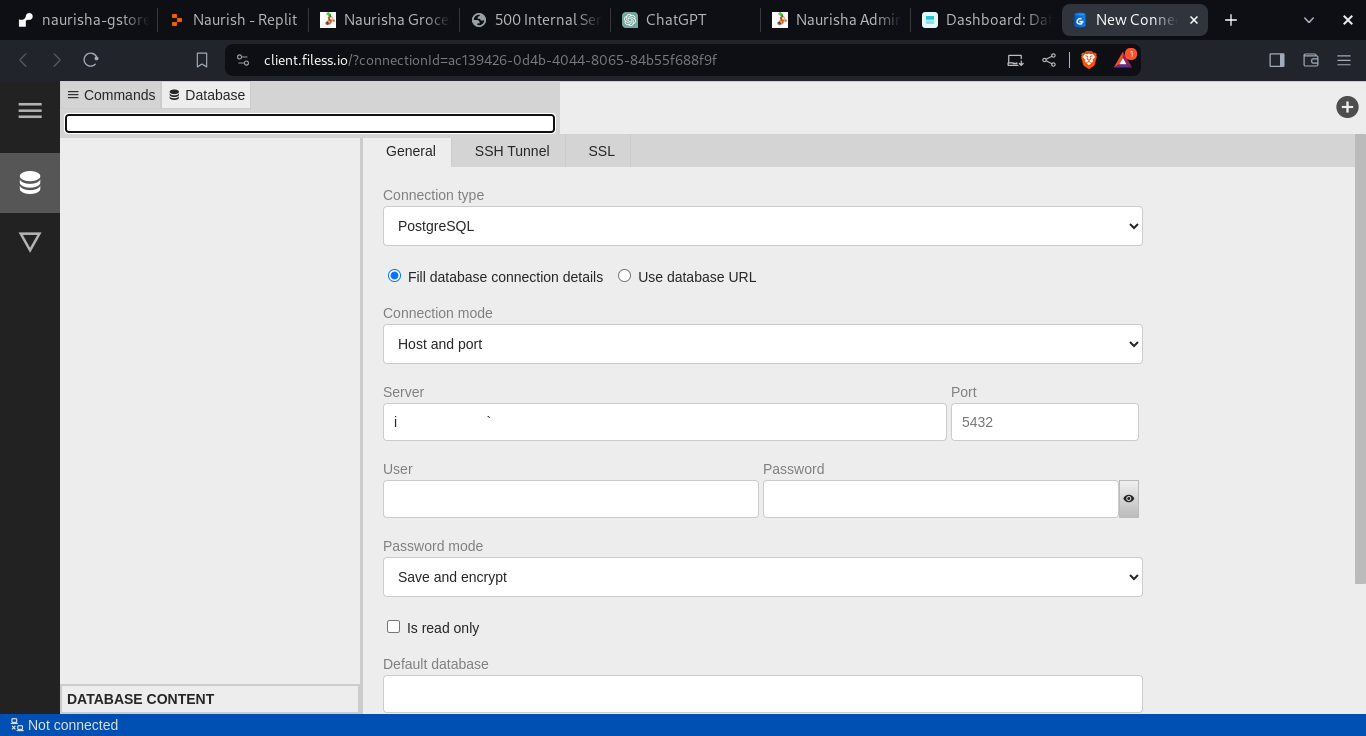 naurisha-gstore
Naurish - Replit
Naurisha Groce
500 Internal Se
ChatGPT
Naurisha Admin
Dashboard: Da
New Conne
client.filess.io/?connectionId=ac139426-0d4b-4044-8065-84b55f688f9f
1
Commands Database
General SSH Tunnel SSL
Connection type
PostgreSQL
Fill database connection details Use database URL
Connection mode
Host and port
Server Port
i ` 5432
User Password
Password mode
Save and encrypt
Is read only
Default database
DATABASE CONTENT
Not connected